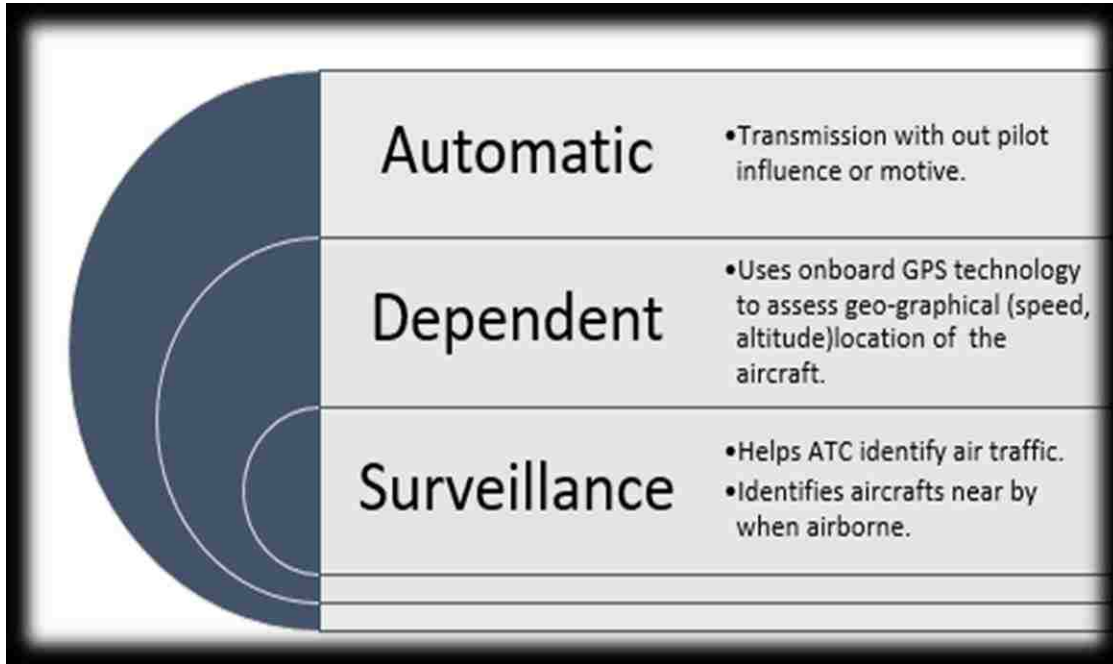 Automatic
•Transmission with out pilot
influence or motive.
Dependent
•Uses onboard GPS technology
to assess geo-graphical (speed,
altitude)location of the
aircraft.
Surveillance
•Helps ATC identify air traffic.
•Identifies aircrafts near by
when airborne.